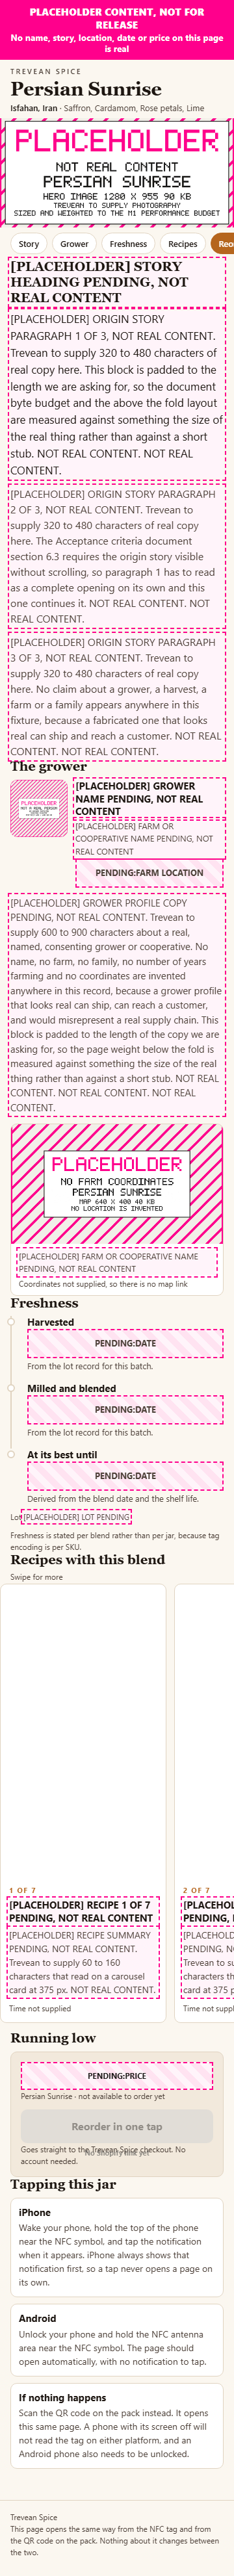 PLACEHOLDER CONTENT, NOT FOR
RELEASE
No name, story, location, date or price on this page
is real
TREVEAN SPICE
Persian Sunrise
Isfahan, Iran · Saffron, Cardamom, Rose petals, Lime
PLACEHOLDER
NOT REAL CONTENT
PERSIAN SUNRISE
HERO IMAGE 1280 X 955 90 KB
TREVEAN TO SUPPLY PHOTOGRAPHY
SIZED AND WEIGHTED TO THE M1 PERFORMANCE BUDGET
Story
Grower
Freshness
Recipes
Reo
[PLACEHOLDER] STORY
HEADING PENDING, NOT
REAL CONTENT
[PLACEHOLDER] ORIGIN STORY
PARAGRAPH 1 OF 3, NOT REAL CONTENT.
Trevean to supply 320 to 480 characters of
real copy here. This block is padded to the
length we are asking for, so the document
byte budget and the above the fold layout
are measured against something the size of
the real thing rather than against a short
stub. NOT REAL CONTENT. NOT REAL
CONTENT.
[PLACEHOLDER] ORIGIN STORY PARAGRAPH
2 OF 3, NOT REAL CONTENT. Trevean to
supply 320 to 480 characters of real copy
here. The Acceptance criteria document
section 6.3 requires the origin story visible
without scrolling, so paragraph 1 has to read
as a complete opening on its own and this
one continues it. NOT REAL CONTENT. NOT
REAL CONTENT.
[PLACEHOLDER] ORIGIN STORY PARAGRAPH
3 OF 3, NOT REAL CONTENT. Trevean to
supply 320 to 480 characters of real copy
here. No claim about a grower, a harvest, a
farm or a family appears anywhere in this
fixture, because a fabricated one that looks
real can ship and reach a customer. NOT REAL
CONTENT. NOT REAL CONTENT.
The grower
PLACEHOLDER
[PLACEHOLDER] GROWER
NAME PENDING, NOT REAL
CONTENT
[PLACEHOLDER] FARM OR
COOPERATIVE NAME PENDING, NOT
REAL CONTENT
PENDING:FARM LOCATION
[PLACEHOLDER] GROWER PROFILE COPY
PENDING, NOT REAL CONTENT. Trevean to
supply 600 to 900 characters about a real,
named, consenting grower or cooperative. No
name, no farm, no family, no number of years
farming and no coordinates are invented
anywhere in this record, because a grower profile
that looks real can ship, can reach a customer,
and would misrepresent a real supply chain. This
block is padded to the length of the copy we are
asking for, so the page weight below the fold is
measured against something the size of the real
thing rather than against a short stub. NOT REAL
CONTENT. NOT REAL CONTENT. NOT REAL
CONTENT.
PLACEHOLDER
NO FARM COORDINATES
PERSIAN SUNRISE
MAP 640 X 400 40 KB
NO LOCATION IS INVENTED
[PLACEHOLDER] FARM OR COOPERATIVE NAME
PENDING, NOT REAL CONTENT
Coordinates not supplied, so there is no map link
Freshness
Harvested
PENDING:DATE
From the lot record for this batch.
Milled and blended
PENDING:DATE
From the lot record for this batch.
At its best until
PENDING:DATE
Derived from the blend date and the shelf life.
Lot [PLACEHOLDER] LOT PENDING
Freshness is stated per blend rather than per jar, because tag
encoding is per SKU.
Recipes with this blend
Swipe for more
1 OF 7
[PLACEHOLDER] RECIPE 1 OF 7
PENDING, NOT REAL CONTENT
[PLACEHOLDER] RECIPE SUMMARY
PENDING, NOT REAL CONTENT.
Trevean to supply 60 to 160
characters that read on a carousel
card at 375 px. NOT REAL CONTENT.
Time not supplied
2 OF 7
[PLACEHOL
PENDING, 
[PLACEHOLD
PENDING, N
Trevean to su
characters th
card at 375 p
Time not suppl
Running low
PENDING:PRICE
Persian Sunrise · not available to order yet
Reorder in one tap
No Shopify link yet
Goes straight to the Trevean Spice checkout. No
account needed.
Tapping this jar
iPhone
Wake your phone, hold the top of the phone
near the NFC symbol, and tap the notification
when it appears. iPhone always shows that
notification first, so a tap never opens a page on
its own.
Android
Unlock your phone and hold the NFC antenna
area near the NFC symbol. The page should
open automatically, with no notification to tap.
If nothing happens
Scan the QR code on the pack instead. It opens
this same page. A phone with its screen off will
not read the tag on either platform, and an
Android phone also needs to be unlocked.
Trevean Spice
This page opens the same way from the NFC tag and from
the QR code on the pack. Nothing about it changes between
the two.